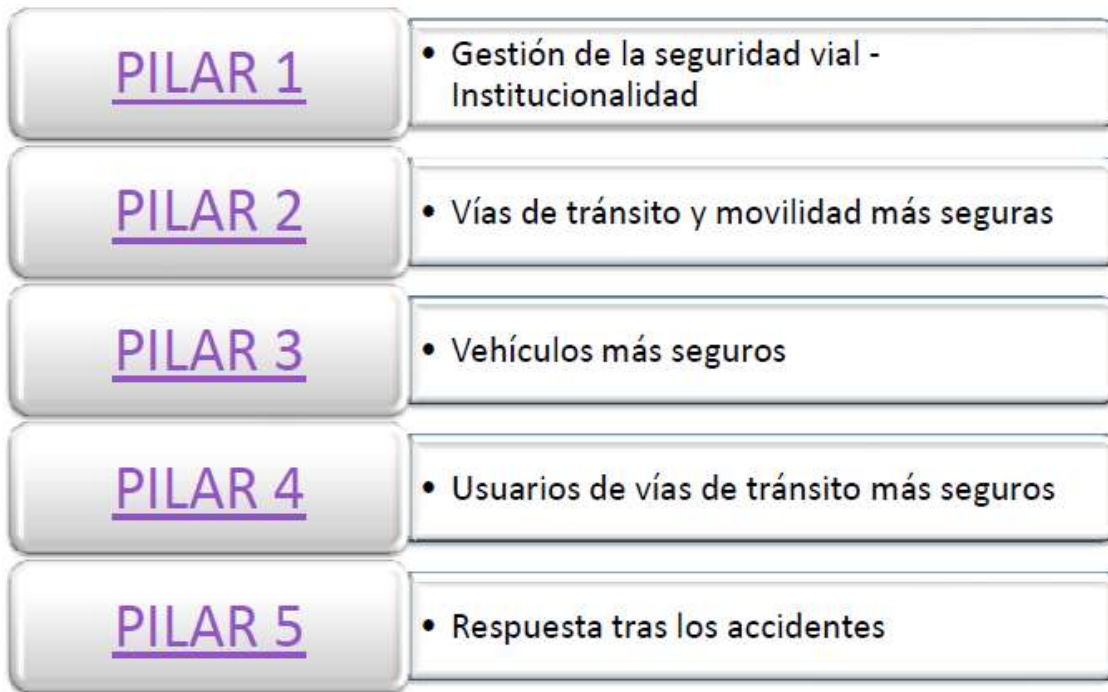 PILAR 1
• Gestión de la seguridad vial -
Institucionalidad
PILAR 2
• Vías de tránsito y movilidad más seguras
PILAR 3
• Vehículos más seguros
PILAR 4
• Usuarios de vías de tránsito más seguros
PILAR 5
• Respuesta tras los accidentes